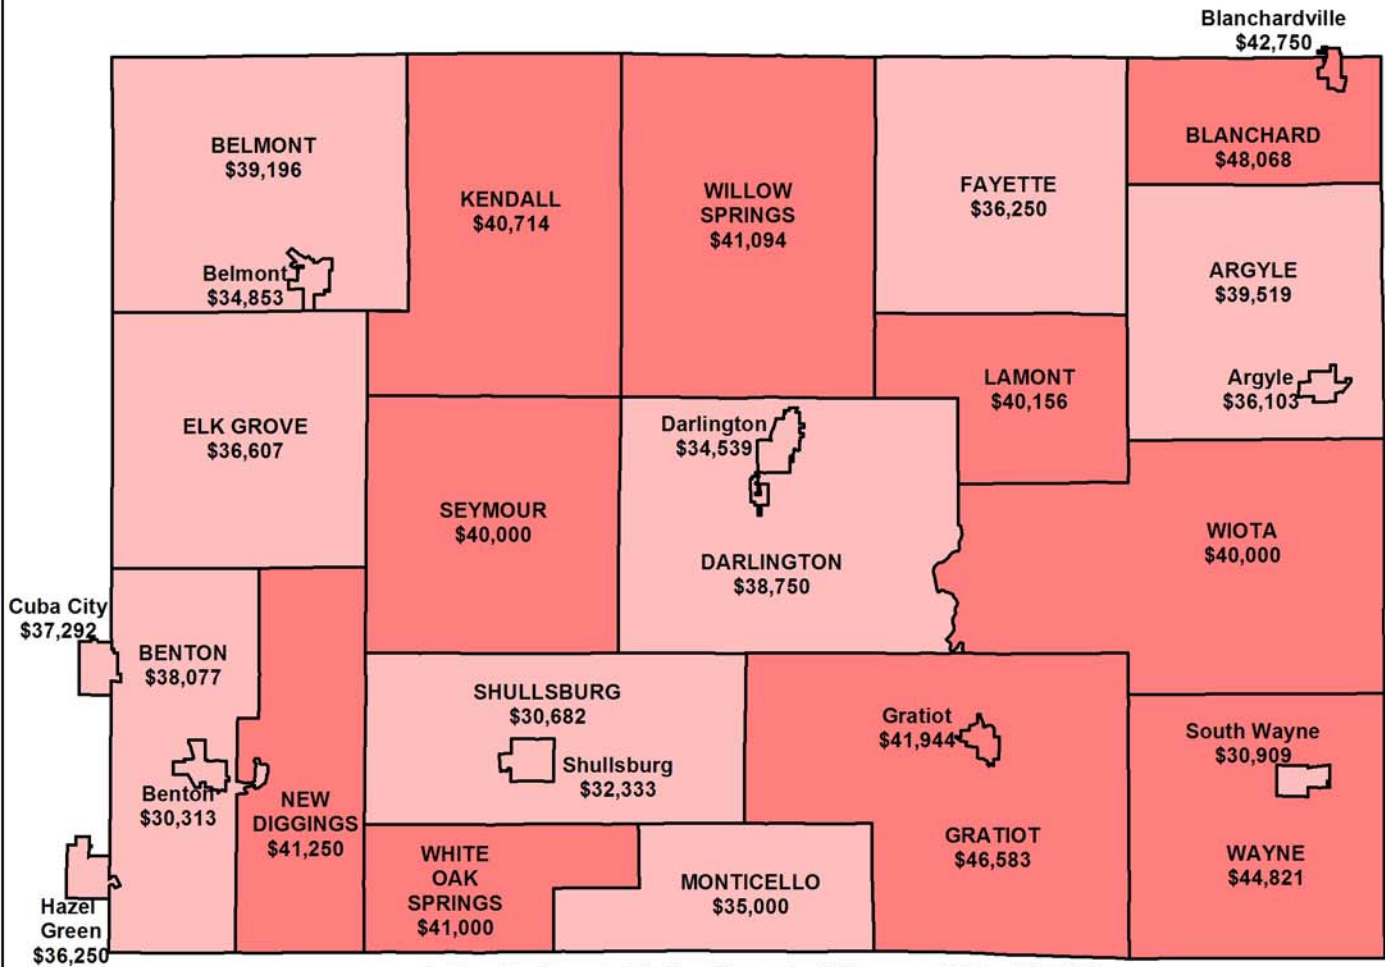 Blanchardville
$42,750
BELMONT
$39,196
KENDALL
$40,714
WILLOW
SPRINGS
$41,094
FAYETTE
$36,250
BLANCHARD
$48,068
Belmont
$34,853
ARGYLE
$39,519
LAMONT
$40,156
Argyle
$36,103
ELK GROVE
$36,607
Darlington
$34,539
SEYMOUR
$40,000
DARLINGTON
$38,750
WIOTA
$40,000
Cuba City
$37,292
BENTON
$38,077
SHULLSBURG
$30,682
Shullsburg
$32,333
Gratiot
$41,944
South Wayne
$30,909
Benton
$30,313
NEW
DIGGINGS
$41,250
WHITE
OAK
SPRINGS
$41,000
MONTICELLO
$35,000
GRATIOT
$46,583
WAYNE
$44,821
Hazel
Green
$36,250